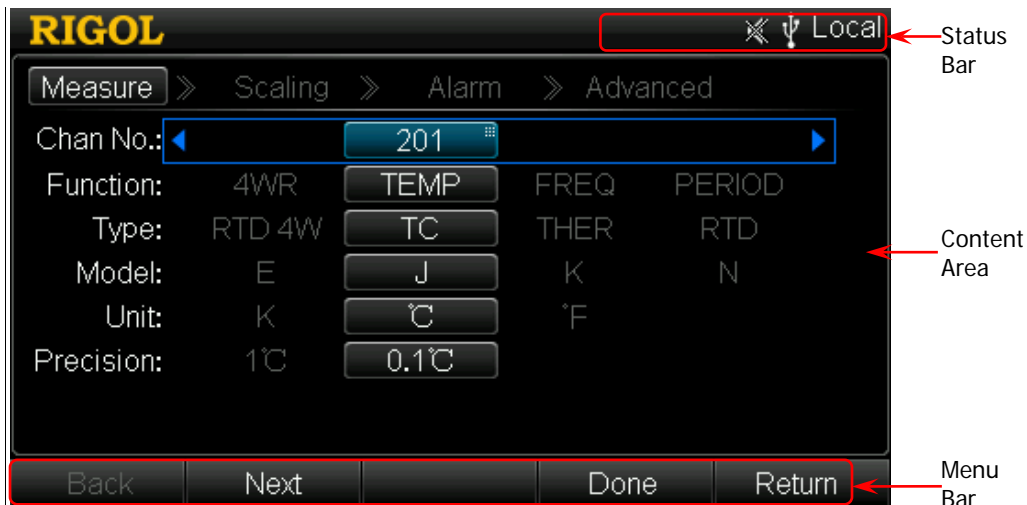 RIGOL Local
Status
Bar
Measure » Scaling » Alarm » Advanced
Chan No.: 201
Function: 4WR TEMP FREQ PERIOD
Type: RTD 4W TC THER RTD
Content
Area
Model: E J K N
Unit: K ℃ °F
Precision: 1℃ 0.1℃
Back Next Done Return
Menu
Bar